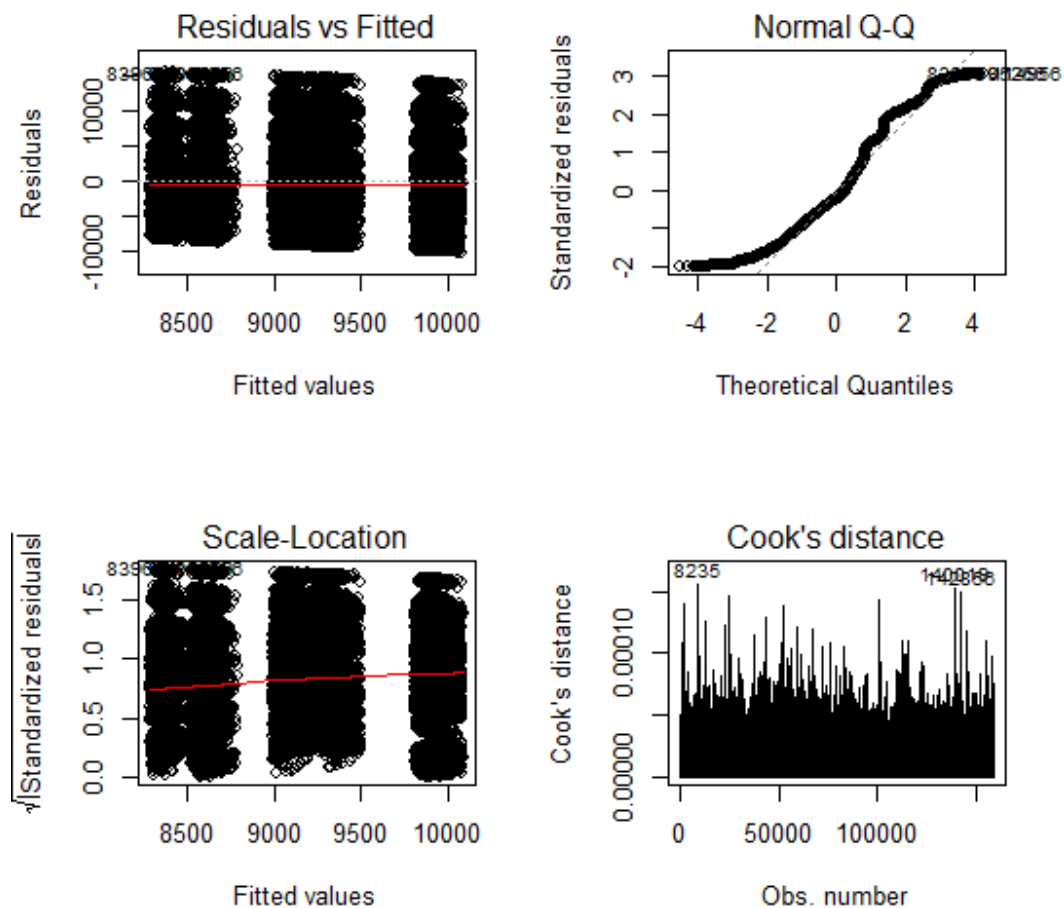 Residuals vs Fitted
Residuals
10000
0
-10000
8500 9000 9500 10000
Fitted values
Normal Q-Q
Standardized residuals
3
2
1
0
-2
-4 -2 0 2 4
Theoretical Quantiles
Scale-Location
√|Standardized residuals|
1.5
1.0
0.5
0.0
8500 9000 9500 10000
Fitted values
Cook's distance
8235
Cook's distance
0.00010
0.00000
0 50000 100000
Obs. number